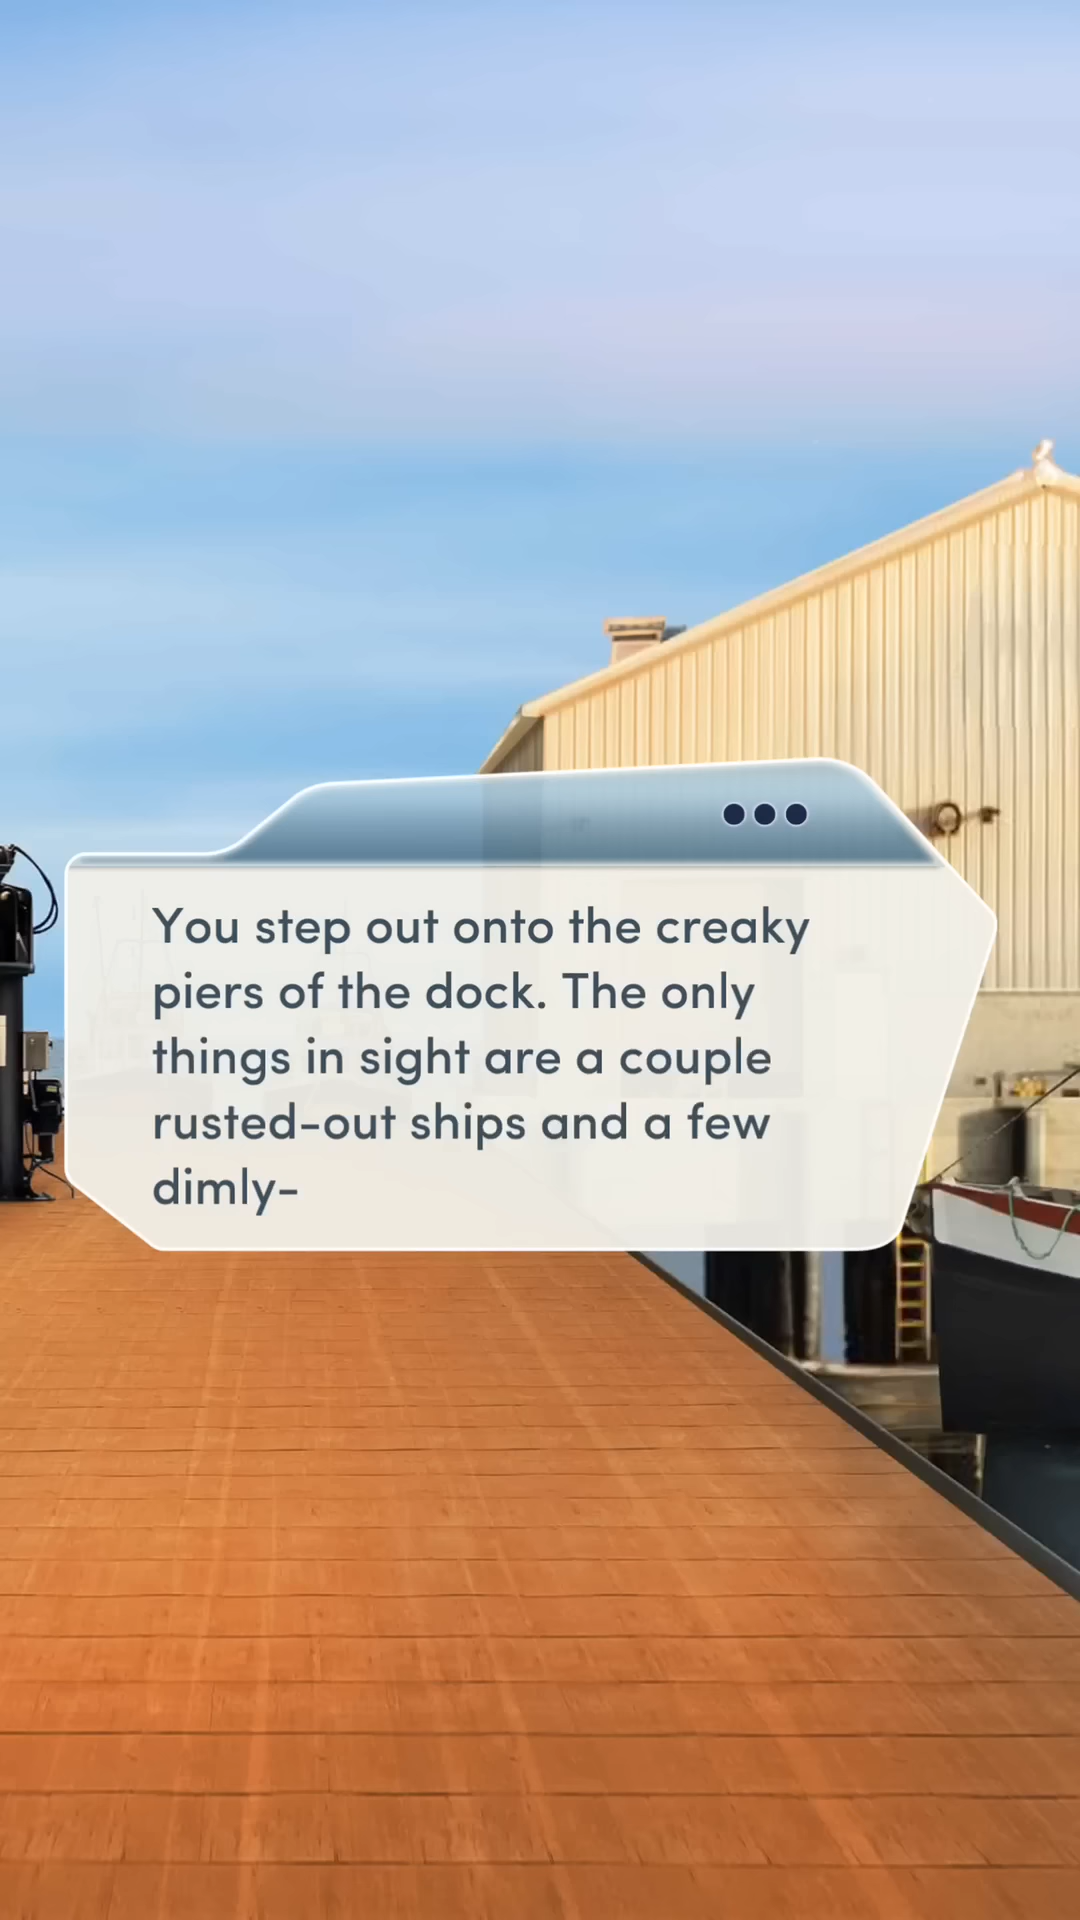 You step out onto the creaky
piers of the dock. The only
things in sight are a couple
rusted-out ships and a few
dimly-